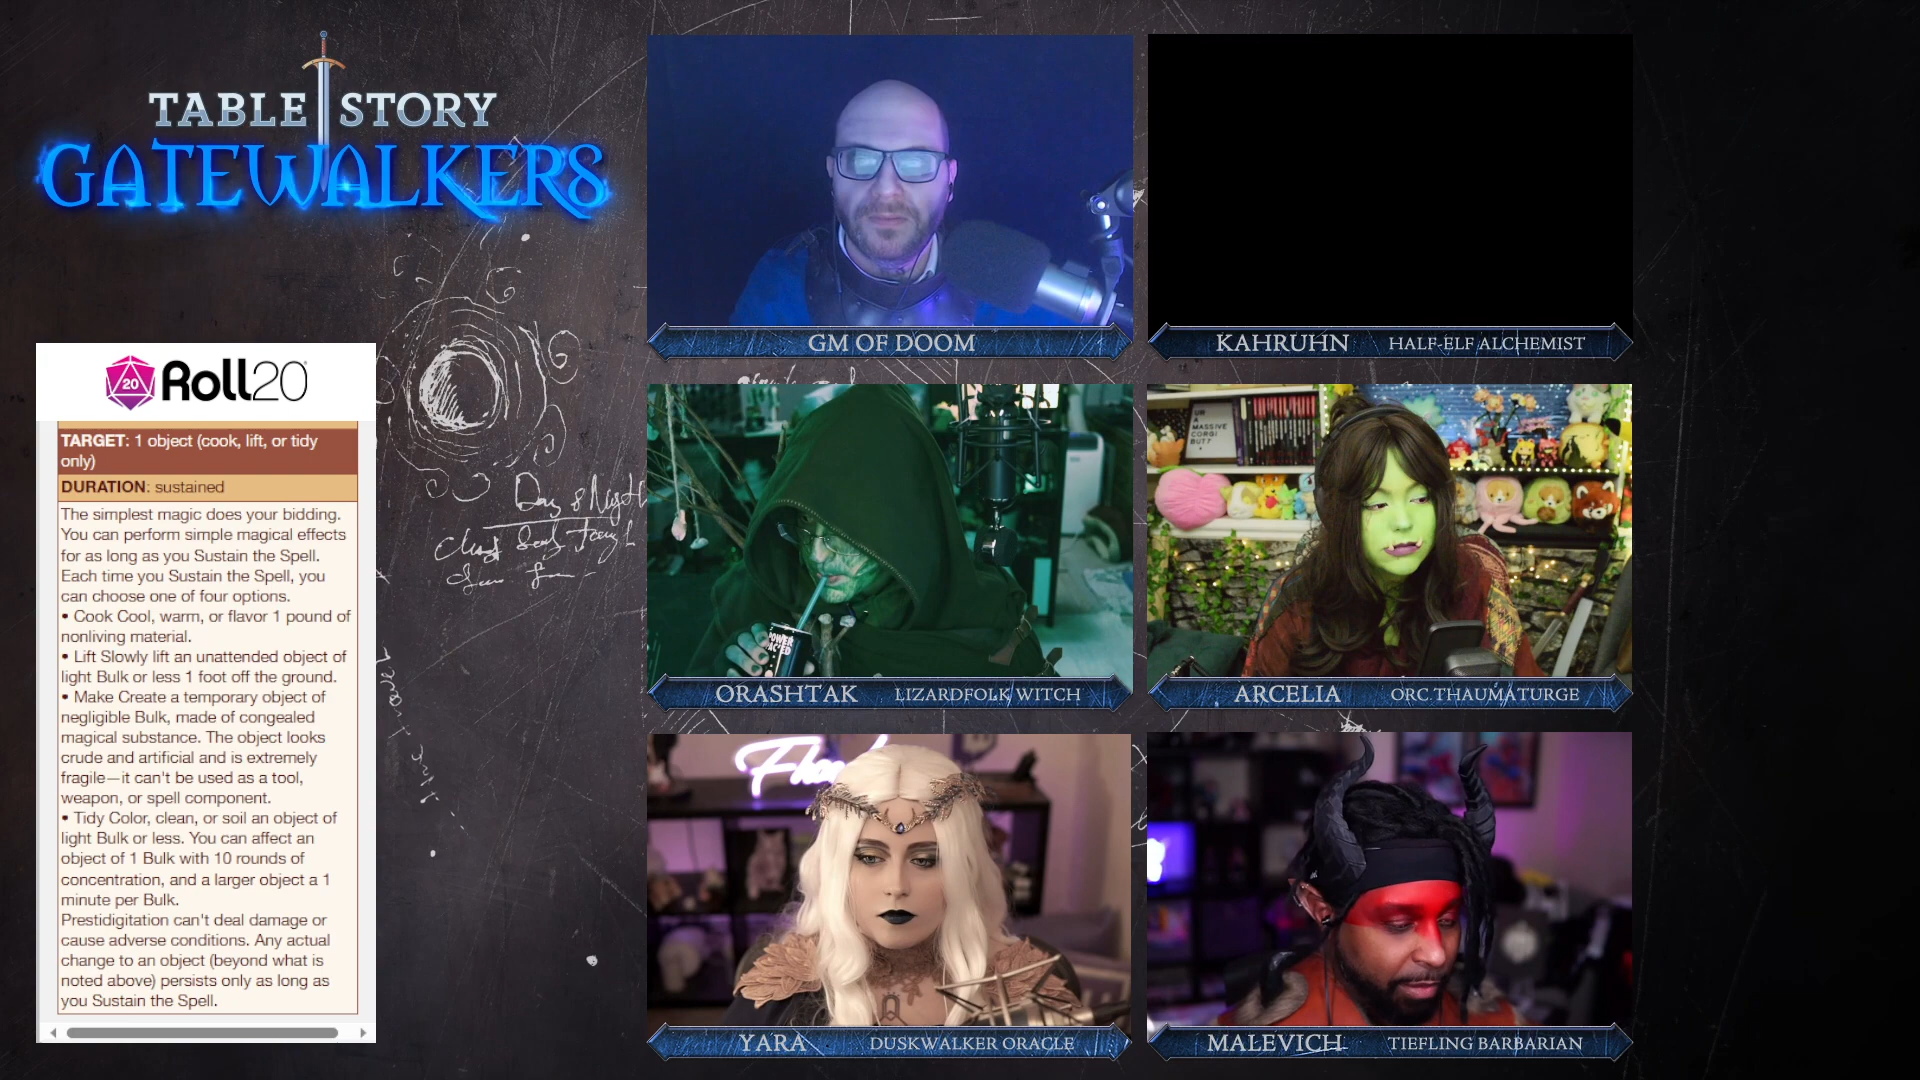 TABLE STORY
GATEWALKERS
Roll20
20
TARGET: 1 object (cook, lift, or tidy
only)
DURATION: sustained
The simplest magic does your bidding.
You can perform simple magical effects
for as long as you Sustain the Spell.
Each time you Sustain the Spell, you
can choose one of four options.
• Cook Cool, warm, or flavor 1 pound of
nonliving material.
• Lift Slowly lift an unattended object of
light Bulk or less 1 foot off the ground.
• Make Create a temporary object of
negligible Bulk, made of congealed
magical substance. The object looks
crude and artificial and is extremely
fragile—it can't be used as a tool,
weapon, or spell component.
• Tidy Color, clean, or soil an object of
light Bulk or less. You can affect an
object of 1 Bulk with 10 rounds of
concentration, and a larger object a 1
minute per Bulk.
Prestidigitation can't deal damage or
cause adverse conditions. Any actual
change to an object (beyond what is
noted above) persists only as long as
you Sustain the Spell.
Day & Night
GM OF DOOM
KAHRUHN HALF-ELF ALCHEMIST
POWER
PACKED
ORASHTAK LIZARDFOLK WITCH
UR
A MASSIVE
CORGI
BUTT
ARCELIA ORC THAUMATURGE
YARA DUSKWALKER ORACLE
MALEVICH TIEFLING BARBARIAN